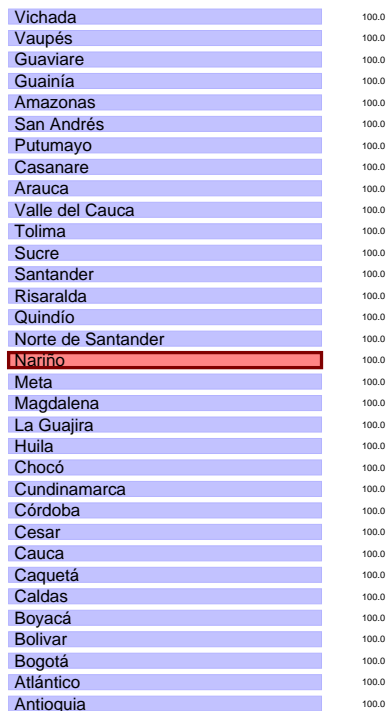 Vichada 100.0
Vaupés 100.0
Guaviare 100.0
Guainía 100.0
Amazonas 100.0
San Andrés 100.0
Putumayo 100.0
Casanare 100.0
Arauca 100.0
Valle del Cauca 100.0
Tolima 100.0
Sucre 100.0
Santander 100.0
Risaralda 100.0
Quindío 100.0
Norte de Santander 100.0
Nariño 100.0
Meta 100.0
Magdalena 100.0
La Guajira 100.0
Huila 100.0
Chocó 100.0
Cundinamarca 100.0
Córdoba 100.0
Cesar 100.0
Cauca 100.0
Caquetá 100.0
Caldas 100.0
Boyacá 100.0
Bolivar 100.0
Bogotá 100.0
Atlántico 100.0
Antioquia 100.0